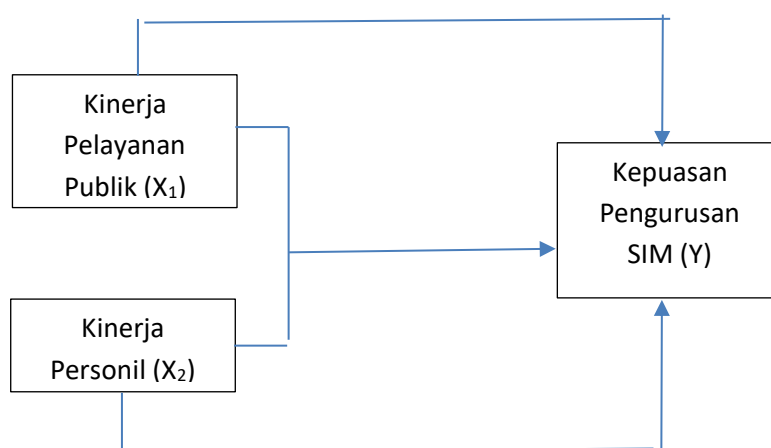 Kinerja
Pelayanan
Publik (X₁)
Kepuasan
Pengurusan
SIM (Y)
Kinerja
Personil (X₂)